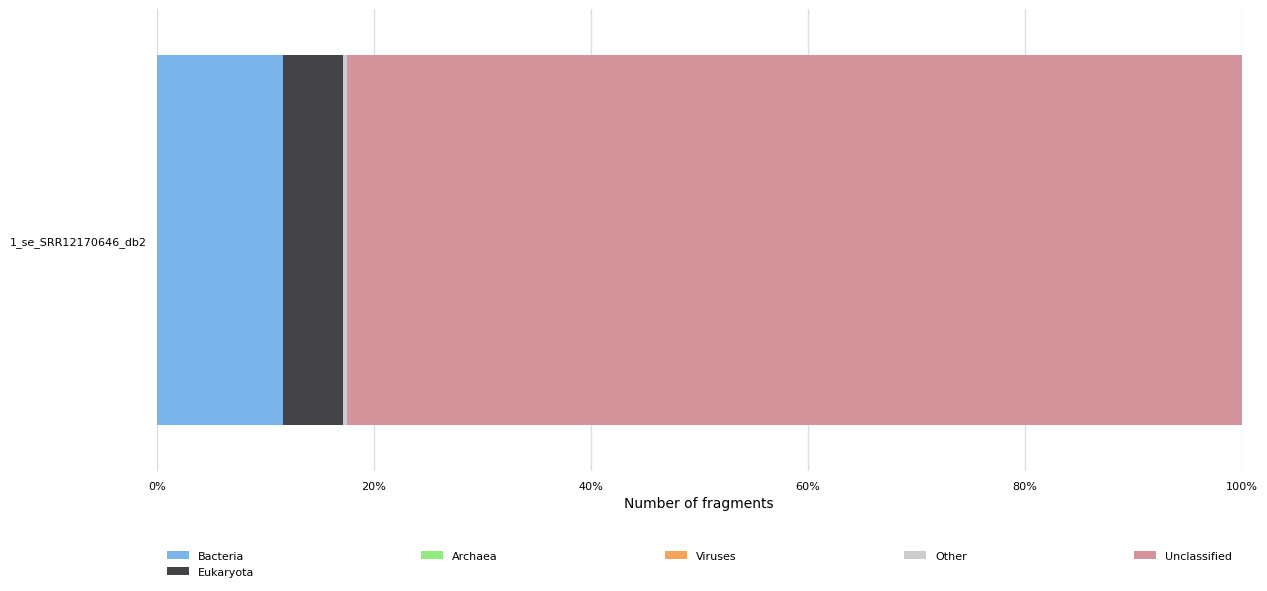 1_se_SRR12170646_db2
0%
20%
40%
60%
80%
100%
Number of fragments
Bacteria
Archaea
Viruses
Other
Unclassified
Eukaryota